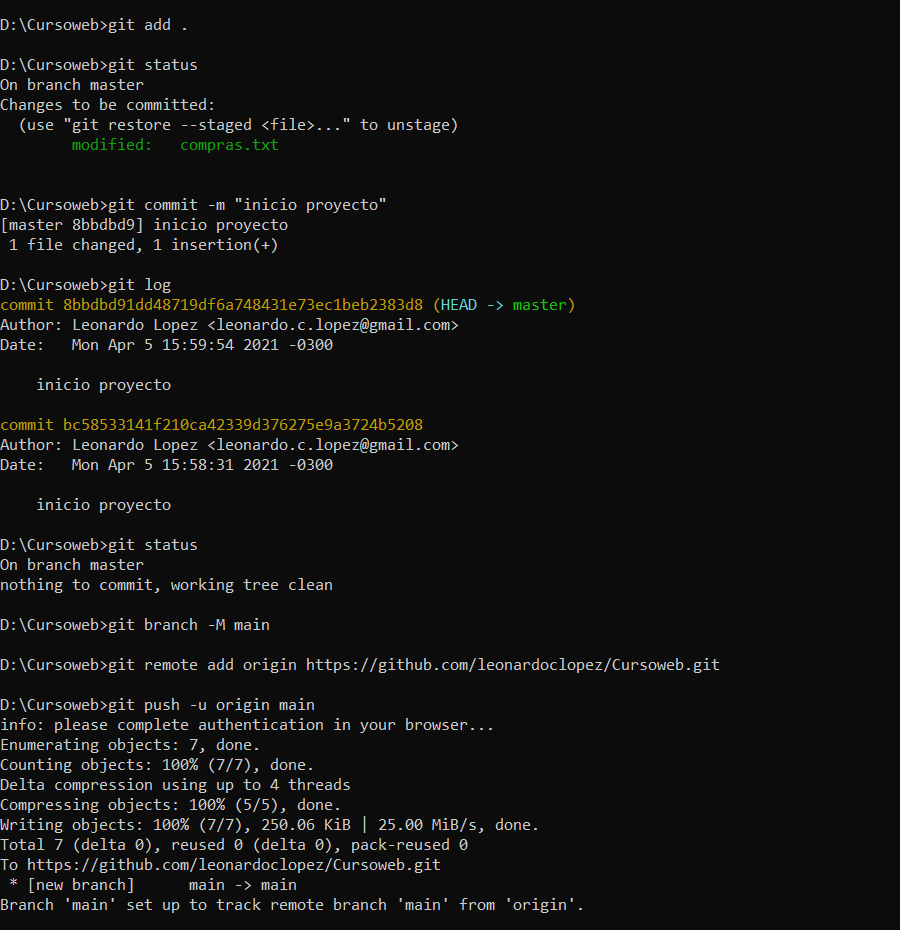 D:\Cursoweb>git add .
D:\Cursoweb>git status
On branch master
Changes to be committed:
  (use "git restore --staged <file>..." to unstage)
        modified:   compras.txt
D:\Cursoweb>git commit -m "inicio proyecto"
[master 8bbdbd9] inicio proyecto
 1 file changed, 1 insertion(+)
D:\Cursoweb>git log
commit 8bbdbd91dd48719df6a748431e73ec1beb2383d8 (HEAD -> master)
Author: Leonardo Lopez <leonardo.c.lopez@gmail.com>
Date:   Mon Apr 5 15:59:54 2021 -0300
    inicio proyecto
commit bc58533141f210ca42339d376275e9a3724b5208
Author: Leonardo Lopez <leonardo.c.lopez@gmail.com>
Date:   Mon Apr 5 15:58:31 2021 -0300
    inicio proyecto
D:\Cursoweb>git status
On branch master
nothing to commit, working tree clean
D:\Cursoweb>git branch -M main
D:\Cursoweb>git remote add origin https://github.com/leonardoclopez/Cursoweb.git
D:\Cursoweb>git push -u origin main
info: please complete authentication in your browser...
Enumerating objects: 7, done.
Counting objects: 100% (7/7), done.
Delta compression using up to 4 threads
Compressing objects: 100% (5/5), done.
Writing objects: 100% (7/7), 250.06 KiB | 25.00 MiB/s, done.
Total 7 (delta 0), reused 0 (delta 0), pack-reused 0
To https://github.com/leonardoclopez/Cursoweb.git
 * [new branch]      main -> main
Branch 'main' set up to track remote branch 'main' from 'origin'.